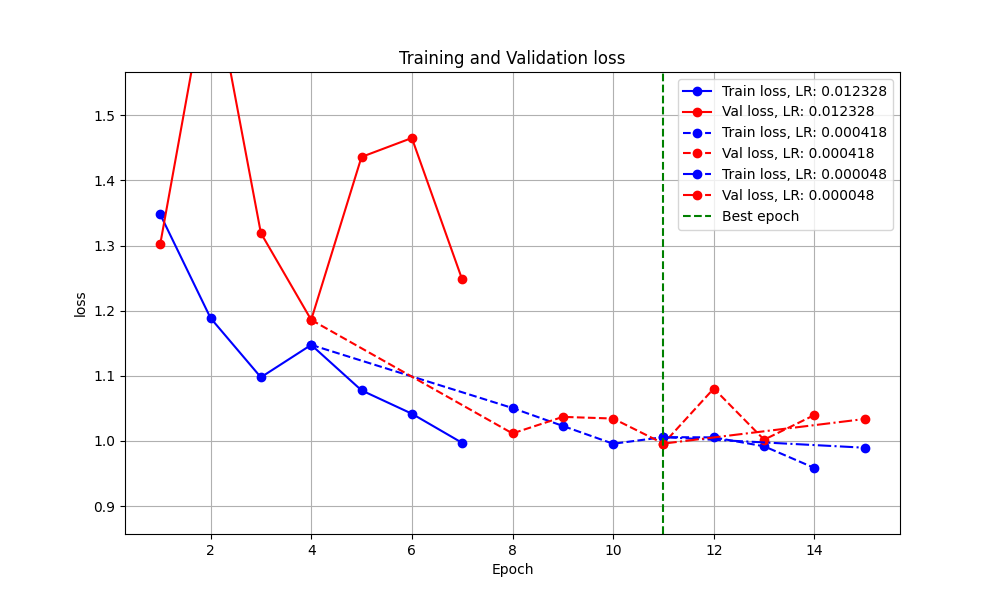 Training and Validation loss
Train loss, LR: 0.012328
Val loss, LR: 0.012328
Train loss, LR: 0.000418
Val loss, LR: 0.000418
Train loss, LR: 0.000048
Val loss, LR: 0.000048
Best epoch
loss
1.5
1.4
1.3
1.2
1.1
1.0
0.9
2 4 6 8 10 12 14
Epoch